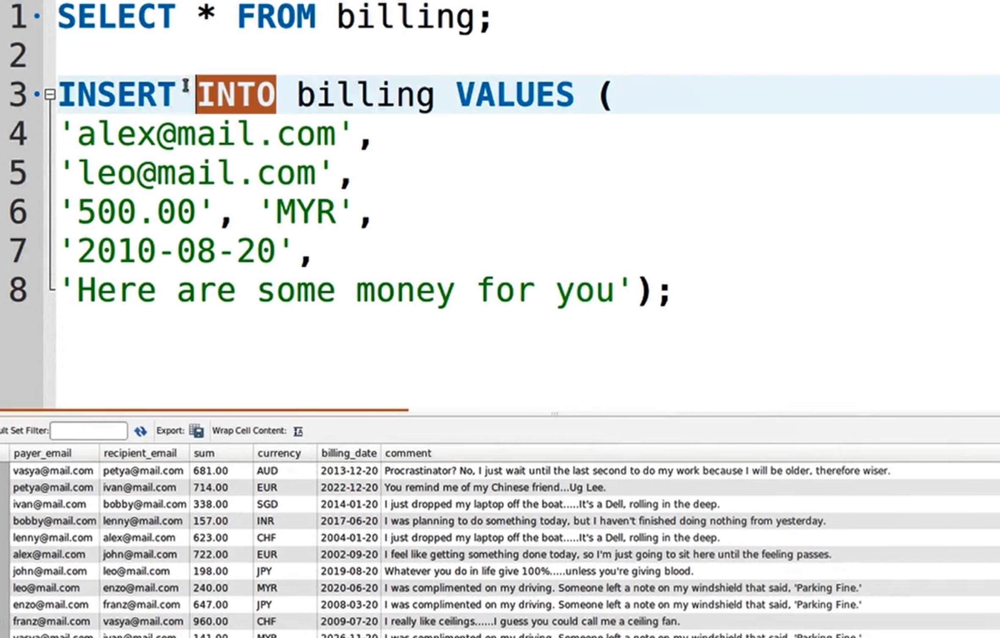 1 SELECT * FROM billing;
2
3 INSERT INTO billing VALUES (
4 'alex@mail.com',
5 'leo@mail.com',
6 '500.00', 'MYR',
7 '2010-08-20',
8 'Here are some money for you');
Set Filter: Export: Wrap Cell Content:
payer_email recipient_email sum currency billing_date comment
vasya@mail.com petya@mail.com 681.00 AUD 2013-12-20 Procrastinator? No, I just wait until the last second to do my work because I will be older, therefore wiser.
petya@mail.com ivan@mail.com 714.00 EUR 2022-12-20 You remind me of my Chinese friend...Ug Lee.
ivan@mail.com bobby@mail.com 338.00 SGD 2014-01-20 I just dropped my laptop off the boat.....It's a Dell, rolling in the deep.
bobby@mail.com lenny@mail.com 157.00 INR 2017-06-20 I was planning to do something today, but I haven't finished doing nothing from yesterday.
lenny@mail.com alex@mail.com 623.00 CHF 2004-01-20 I just dropped my laptop off the boat.....It's a Dell, rolling in the deep.
alex@mail.com john@mail.com 722.00 EUR 2002-09-20 I feel like getting something done today, so I'm just going to sit here until the feeling passes.
john@mail.com leo@mail.com 198.00 JPY 2019-08-20 Whatever you do in life give 100%.....unless you're giving blood.
leo@mail.com enzo@mail.com 240.00 MYR 2020-06-20 I was complimented on my driving. Someone left a note on my windshield that said, 'Parking Fine.'
enzo@mail.com franz@mail.com 647.00 JPY 2008-03-20 I was complimented on my driving. Someone left a note on my windshield that said, 'Parking Fine.'
franz@mail.com vasya@mail.com 960.00 CHF 2009-07-20 I really like ceilings......I guess you could call me a ceiling fan.
vasya@mail.com ivan@mail.com 141.00 MYR 2026-11-20 I was complimented on my driving. Someone left a note on my windshield that said, 'Parking Fine.'